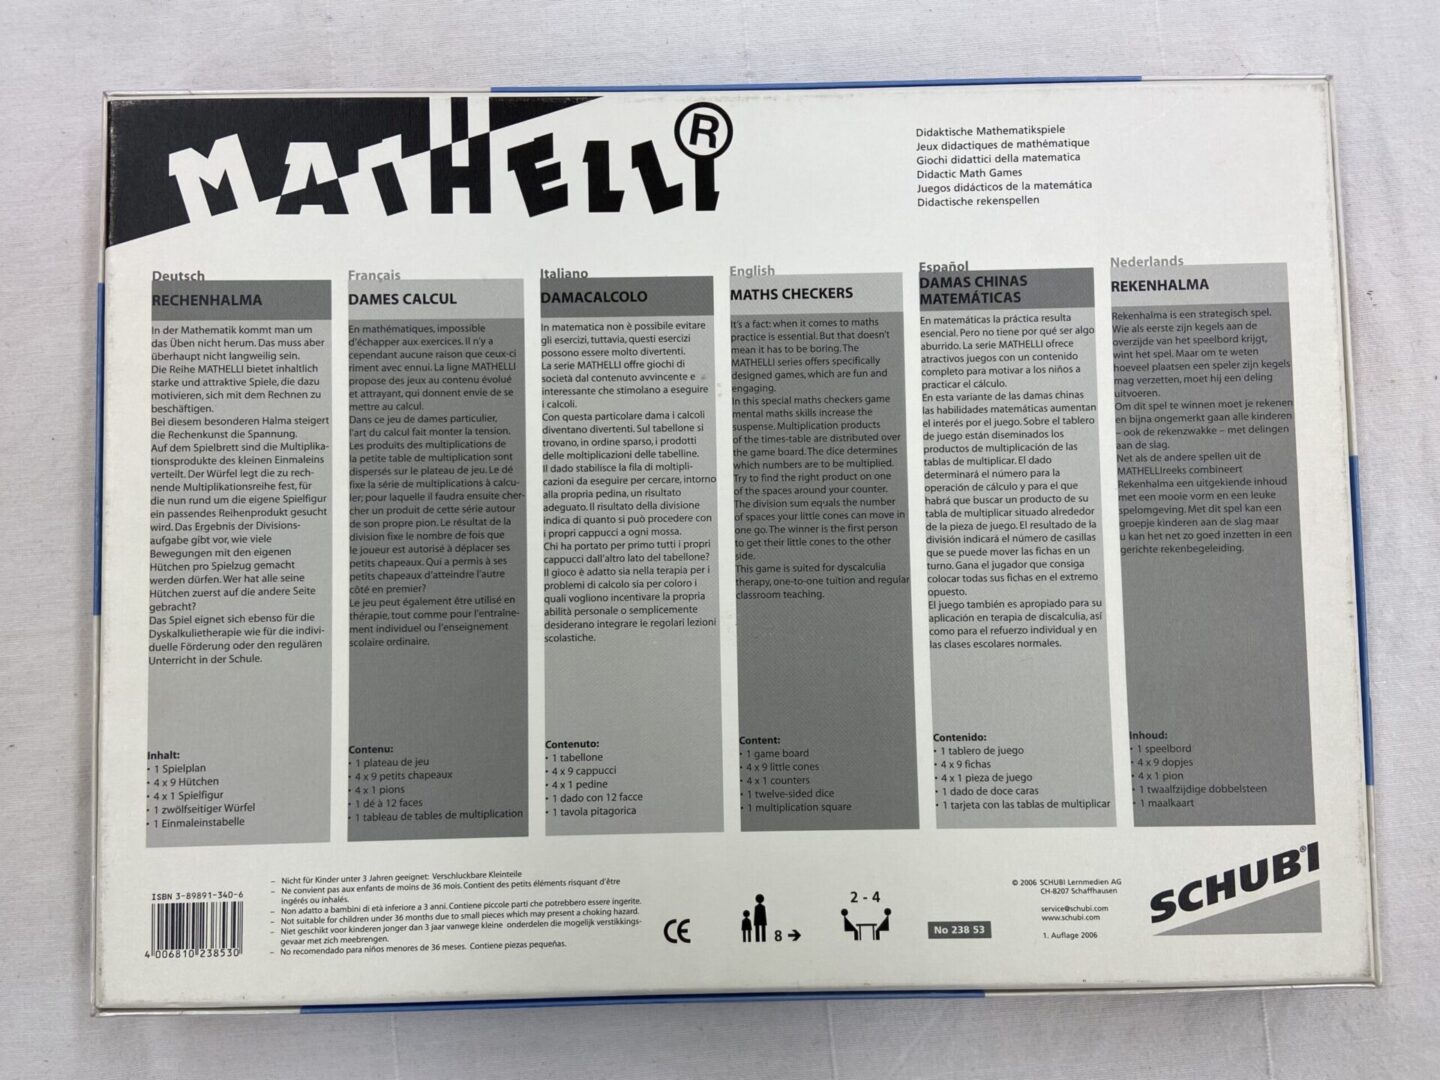 MATHELLI®
Didaktische Mathematikspiele
Jeux didactiques de mathématique
Giochi didattici della matematica
Didactic Math Games
Juegos didácticos de la matemática
Didactische rekenspellen
Deutsch
RECHENHALMA
In der Mathematik kommt man um
das Üben nicht herum. Das muss aber
überhaupt nicht langweilig sein.
Die Reihe MATHELLI bietet inhaltlich
starke und attraktive Spiele, die dazu
motivieren, sich mit dem Rechnen zu
beschäftigen.
Bei diesem besonderen Halma steigert
die Rechenkunst die Spannung.
Auf dem Spielbrett sind die Multiplika-
tionsprodukte des kleinen Einmaleins
verteilt. Der Würfel legt die zu rech-
nende Multiplikationsreihe fest, für
die nun rund um die eigene Spielfigur
ein passendes Reihenprodukt gesucht
wird. Das Ergebnis der Divisions-
aufgabe gibt vor, wie viele
Bewegungen mit den eigenen
Hütchen pro Spielzug gemacht
werden dürfen. Wer hat alle seine
Hütchen zuerst auf die andere Seite
gebracht?
Das Spiel eignet sich ebenso für die
Dyskalkulietherapie wie für die indivi-
duelle Förderung oder den regulären
Unterricht in der Schule.
Inhalt:
• 1 Spielplan
• 4 x 9 Hütchen
• 4 x 1 Spielfigur
• 1 zwölfseitiger Würfel
• 1 Einmaleinstabelle
Français
DAMES CALCUL
En mathématiques, impossible
d'échapper aux exercices. Il n'y a
cependant aucune raison que ceux-ci
riment avec ennui. La ligne MATHELLI
propose des jeux au contenu évolué
et attrayant, qui donnent envie de se
mettre au calcul.
Dans ce jeu de dames particulier,
l'art du calcul fait monter la tension.
Les produits des multiplications de
la petite table de multiplication sont
dispersés sur le plateau de jeu. Le dé
fixe la série de multiplications à calcu-
ler; pour laquelle il faudra ensuite cher-
cher un produit de cette série autour
de son propre pion. Le résultat de la
division fixe le nombre de fois que
le joueur est autorisé à déplacer ses
petits chapeaux. Qui a permis à ses
petits chapeaux d'atteindre l'autre
côté en premier?
Le jeu peut également être utilisé en
thérapie, tout comme pour l'entraîne-
ment individuel ou l'enseignement
scolaire ordinaire.
Contenu:
• 1 plateau de jeu
• 4 x 9 petits chapeaux
• 4 x 1 pions
• 1 dé à 12 faces
• 1 tableau de tables de multiplication
Italiano
DAMACALCOLO
In matematica non è possibile evitare
gli esercizi, tuttavia, questi esercizi
possono essere molto divertenti.
La serie MATHELLI offre giochi di
società dal contenuto avvincente e
interessante che stimolano a eseguire
i calcoli.
Con questa particolare dama i calcoli
diventano divertenti. Sul tabellone si
trovano, in ordine sparso, i prodotti
delle moltiplicazioni delle tabelline.
Il dado stabilisce la fila di moltipli-
cazioni da eseguire per cercare, intorno
alla propria pedina, un risultato
adeguato. Il risultato della divisione
indica di quanto si può procedere con
i propri cappucci a ogni mossa.
Chi ha portato per primo tutti i propri
cappucci dall'altro lato del tabellone?
Il gioco è adatto sia nella terapia per i
problemi di calcolo sia per coloro i
quali vogliono incentivare la propria
abilità personale o semplicemente
desiderano integrare le regolari lezioni
scolastiche.
Contenuto:
• 1 tabellone
• 4 x 9 cappucci
• 4 x 1 pedine
• 1 dado con 12 facce
• 1 tavola pitagorica
English
MATHS CHECKERS
It's a fact: when it comes to maths
practice is essential. But that doesn't
mean it has to be boring. The
MATHELLI series offers specifically
designed games, which are fun and
engaging.
In this special maths checkers game
mental maths skills increase the
suspense. Multiplication products
of the times-table are distributed over
the game board. The dice determines
which numbers are to be multiplied.
Try to find the right product on one
of the spaces around your counter.
The division sum equals the number
of spaces your little cones can move in
one go. The winner is the first person
to get their little cones to the other
side.
This game is suited for dyscalculia
therapy, one-to-one tuition and regular
classroom teaching.
Content:
• 1 game board
• 4 x 9 little cones
• 4 x 1 counters
• 1 twelve-sided dice
• 1 multiplication square
Español
DAMAS CHINAS
MATEMÁTICAS
En matemáticas la práctica resulta
esencial. Pero no tiene por qué ser algo
aburrido. La serie MATHELLI ofrece
atractivos juegos con un contenido
completo para motivar a los niños a
practicar el cálculo.
En esta variante de las damas chinas
las habilidades matemáticas aumentan
el interés por el juego. Sobre el tablero
de juego están diseminados los
productos de multiplicación de las
tablas de multiplicar. El dado
determinará el número para la
operación de cálculo y para el que
habrá que buscar un producto de su
tabla de multiplicar situado alrededor
de la pieza de juego. El resultado de la
división indicará el número de casillas
que se puede mover las fichas en un
turno. Gana el jugador que consiga
colocar todas sus fichas en el extremo
opuesto.
El juego también es apropiado para su
aplicación en terapia de discalculia, así
como para el refuerzo individual y en
las clases escolares normales.
Contenido:
• 1 tablero de juego
• 4 x 9 fichas
• 4 x 1 pieza de juego
• 1 dado de doce caras
• 1 tarjeta con las tablas de multiplicar
Nederlands
REKENHALMA
Rekenhalma is een strategisch spel.
Wie als eerste zijn kegels aan de
overzijde van het speelbord krijgt,
wint het spel. Maar om te weten
hoeveel plaatsen een speler zijn kegels
mag verzetten, moet hij een deling
uitvoeren.
Om dit spel te winnen moet je rekenen
en bijna ongemerkt gaan alle kinderen
– ook de rekenzwakke – met delingen
aan de slag.
Net als de andere spellen uit de
MATHELLIreeks combineert
Rekenhalma een uitgekiende inhoud
met een mooie vorm en een leuke
spelomgeving. Met dit spel kan een
groepje kinderen aan de slag maar
u kan het net zo goed inzetten in een
gerichte rekenbegeleiding.
Inhoud:
• 1 speelbord
• 4 x 9 dopjes
• 4 x 1 pion
• 1 twaalfzijdige dobbelsteen
• 1 maalkaart
ISBN 3-89891-340-6
4 006810 238530
– Nicht für Kinder unter 3 Jahren geeignet: Verschluckbare Kleinteile
– Ne convient pas aux enfants de moins de 36 mois. Contient des petits éléments risquant d'être
ingérés ou inhalés.
– Non adatto a bambini di età inferiore a 3 anni. Contiene piccole parti che potrebbero essere ingerite.
– Not suitable for children under 36 months due to small pieces which may present a choking hazard.
– Niet geschikt voor kinderen jonger dan 3 jaar vanwege kleine onderdelen die mogelijk verstikkings-
gevaar met zich meebrengen.
– No recomendado para niños menores de 36 meses. Contiene piezas pequeñas.
CE
8 →
2 - 4
No 238 53
© 2006 SCHUBI Lernmedien AG
CH-8207 Schaffhausen
service@schubi.com
www.schubi.com
1. Auflage 2006
SCHUBI®